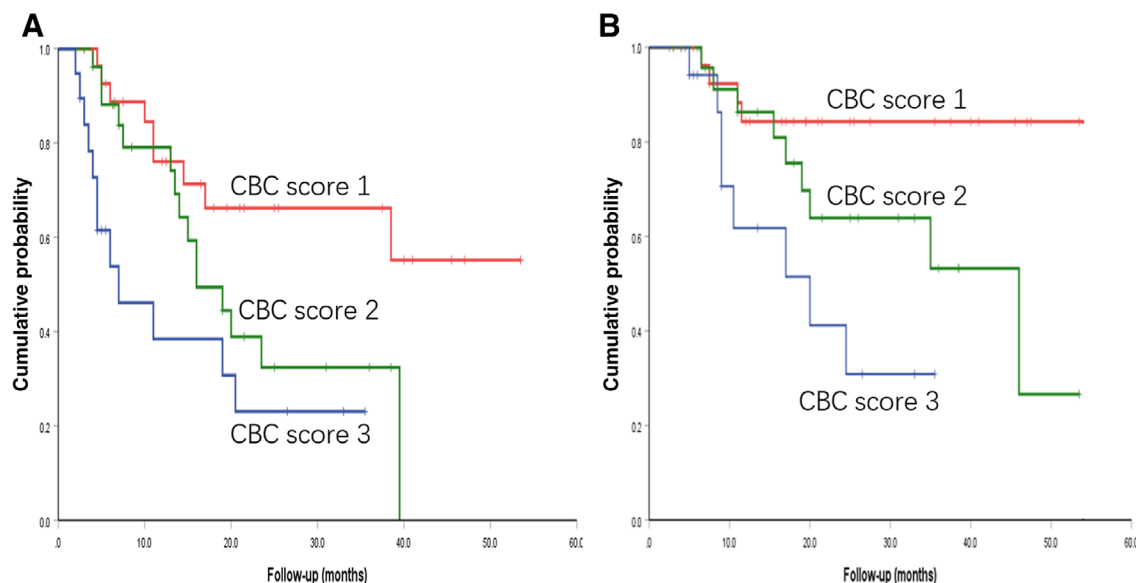 A
B
1.0
0.8
0.6
0.4
0.2
0.0
Cumulative probability
CBC score 1
CBC score 2
CBC score 3
.0
10.0
20.0
30.0
40.0
50.0
60.0
Follow-up (months)
1.0
0.8
0.6
0.4
0.2
0.0
Cumulative probability
CBC score 1
CBC score 2
CBC score 3
.0
10.0
20.0
30.0
40.0
50.0
60.0
Follow-up (months)